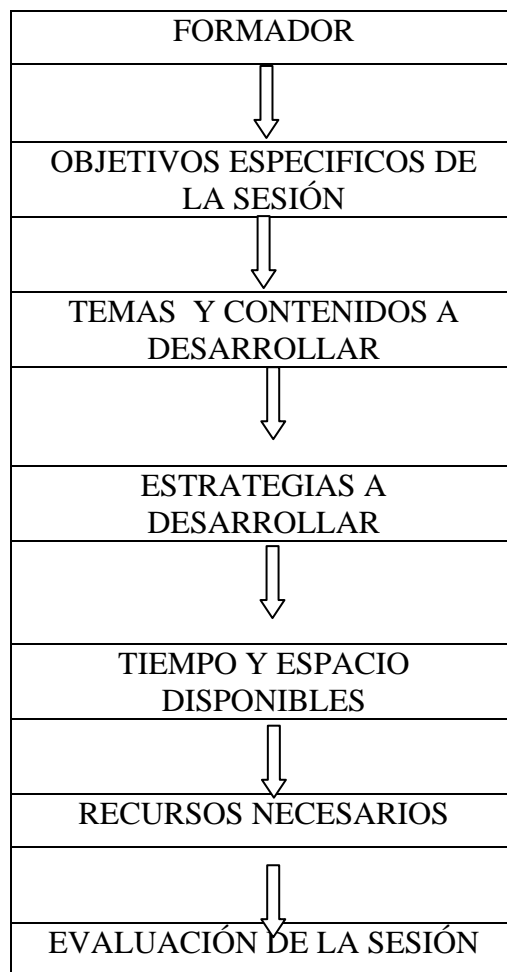 FORMADOR
OBJETIVOS ESPECIFICOS DE
LA SESIÓN
TEMAS Y CONTENIDOS A
DESARROLLAR
ESTRATEGIAS A
DESARROLLAR
TIEMPO Y ESPACIO
DISPONIBLES
RECURSOS NECESARIOS
EVALUACIÓN DE LA SESIÓN